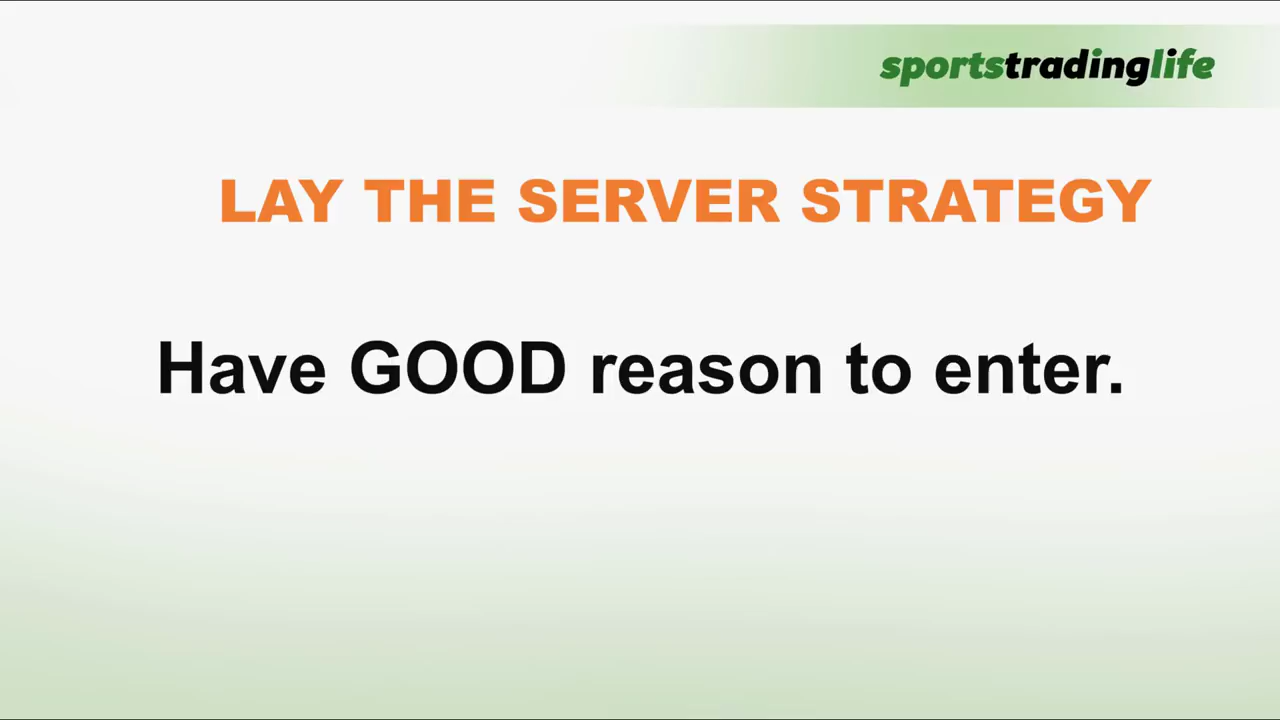 sportstradinglife
LAY THE SERVER STRATEGY
Have GOOD reason to enter.